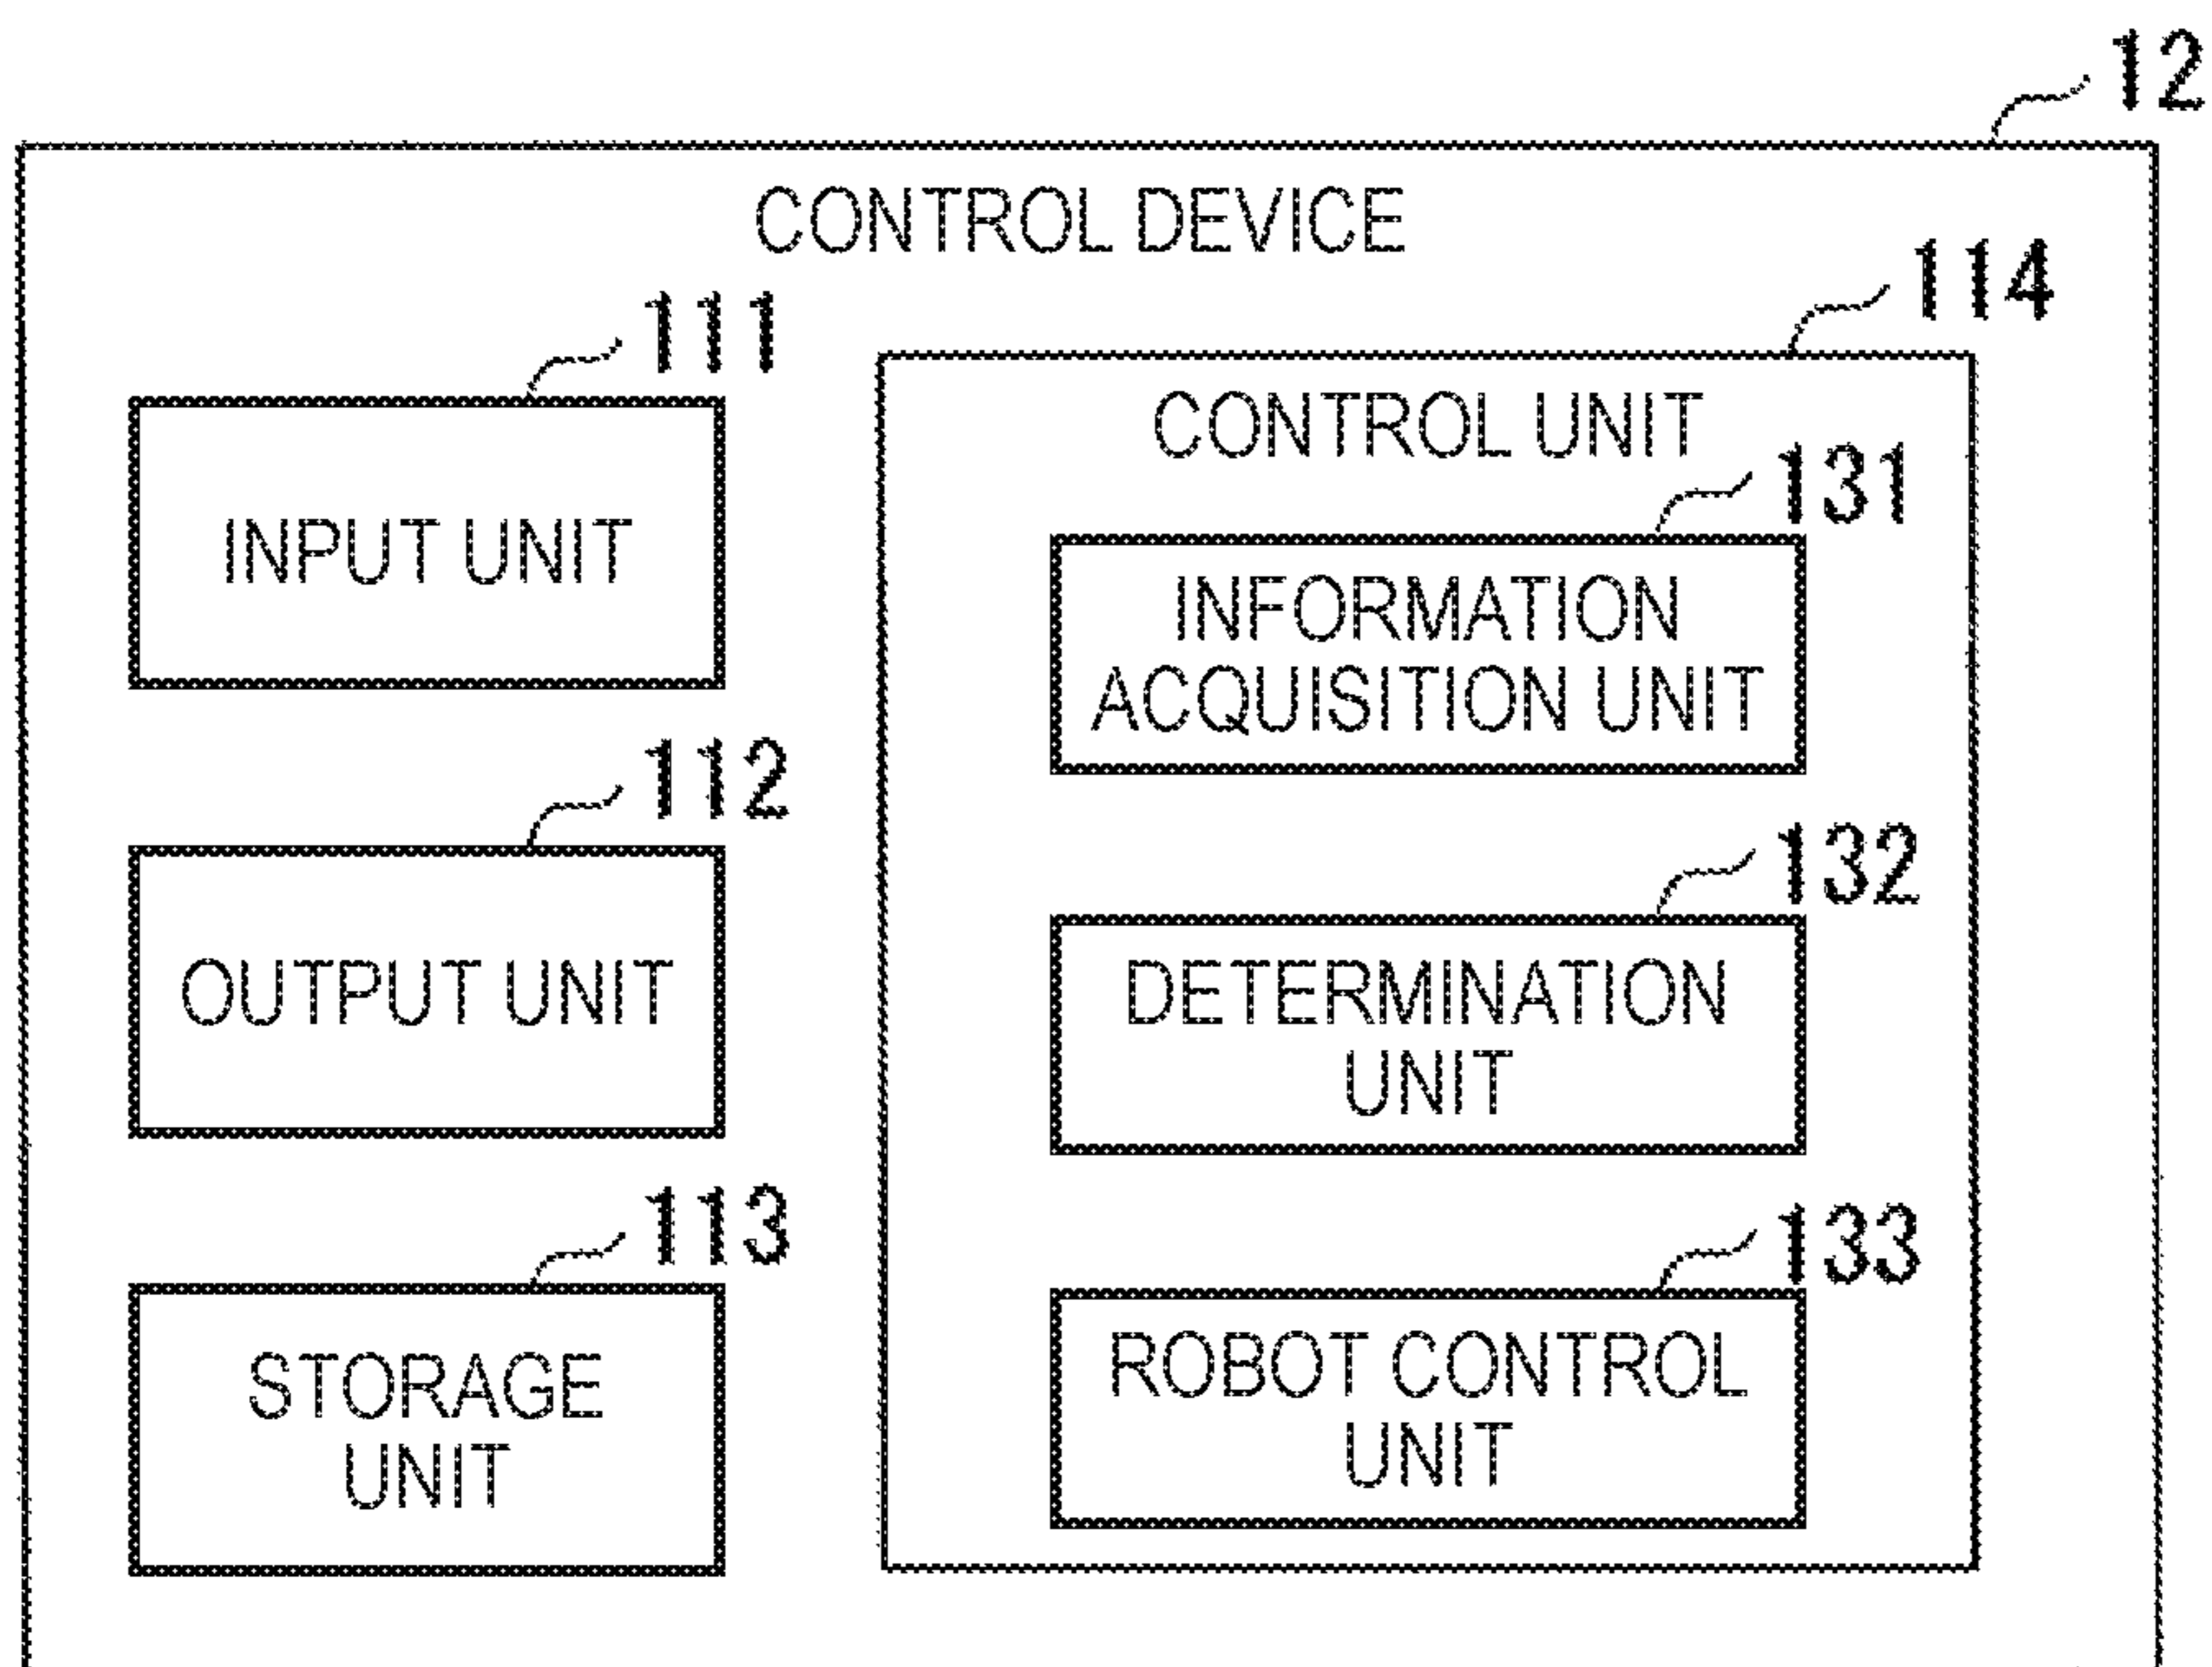 12
CONTROL DEVICE
111
INPUT UNIT
112
OUTPUT UNIT
113
STORAGE
UNIT
114
CONTROL UNIT
131
INFORMATION
ACQUISITION UNIT
132
DETERMINATION
UNIT
133
ROBOT CONTROL
UNIT